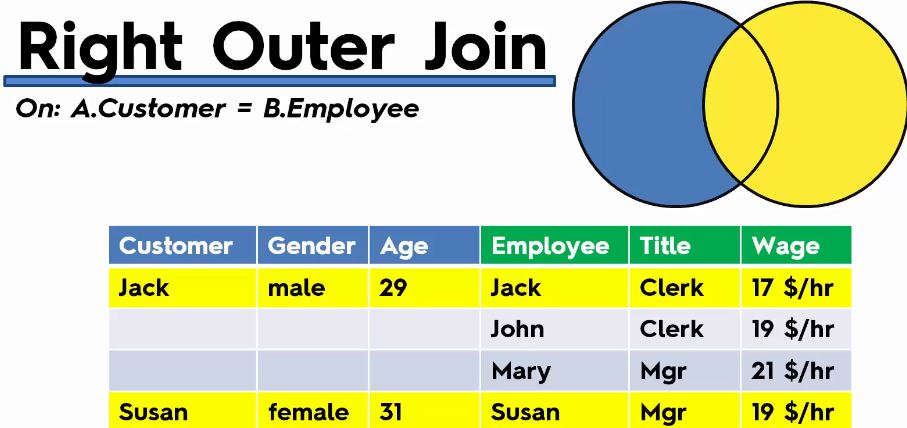 Right Outer Join
On: A.Customer = B.Employee
Customer Gender Age Employee Title Wage
Jack male 29 Jack Clerk 17 $/hr
John Clerk 19 $/hr
Mary Mgr 21 $/hr
Susan female 31 Susan Mgr 19 $/hr